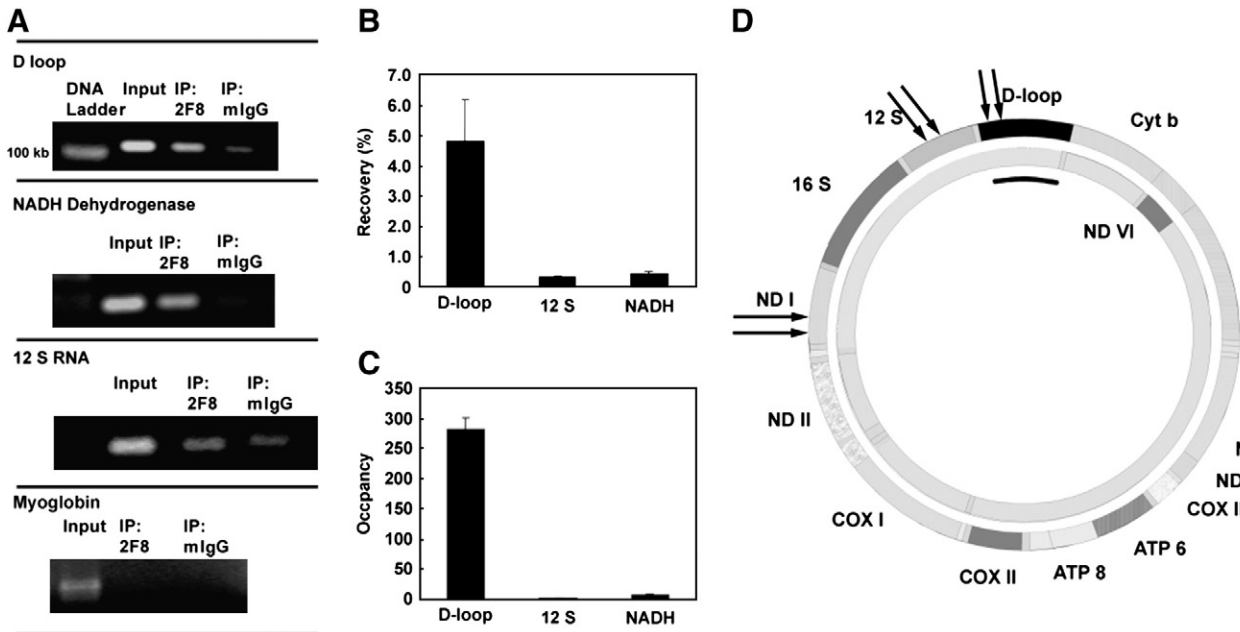 A
D loop
DNA Ladder Input IP: 2F8 IP: mIgG
100 kb
NADH Dehydrogenase
Input IP: 2F8 IP: mIgG
12 S RNA
Input IP: 2F8 IP: mIgG
Myoglobin
Input IP: 2F8 IP: mIgG
B
Recovery (%)
7.0
6.0
5.0
4.0
3.0
2.0
1.0
0
D-loop 12 S NADH
C
Occpancy
350
300
250
200
150
100
50
0
D-loop 12 S NADH
D
D-loop
12 S
Cyt b
16 S
ND VI
ND I
ND II
N
ND
COX I
COX II
ATP 6
ATP 8
COX II